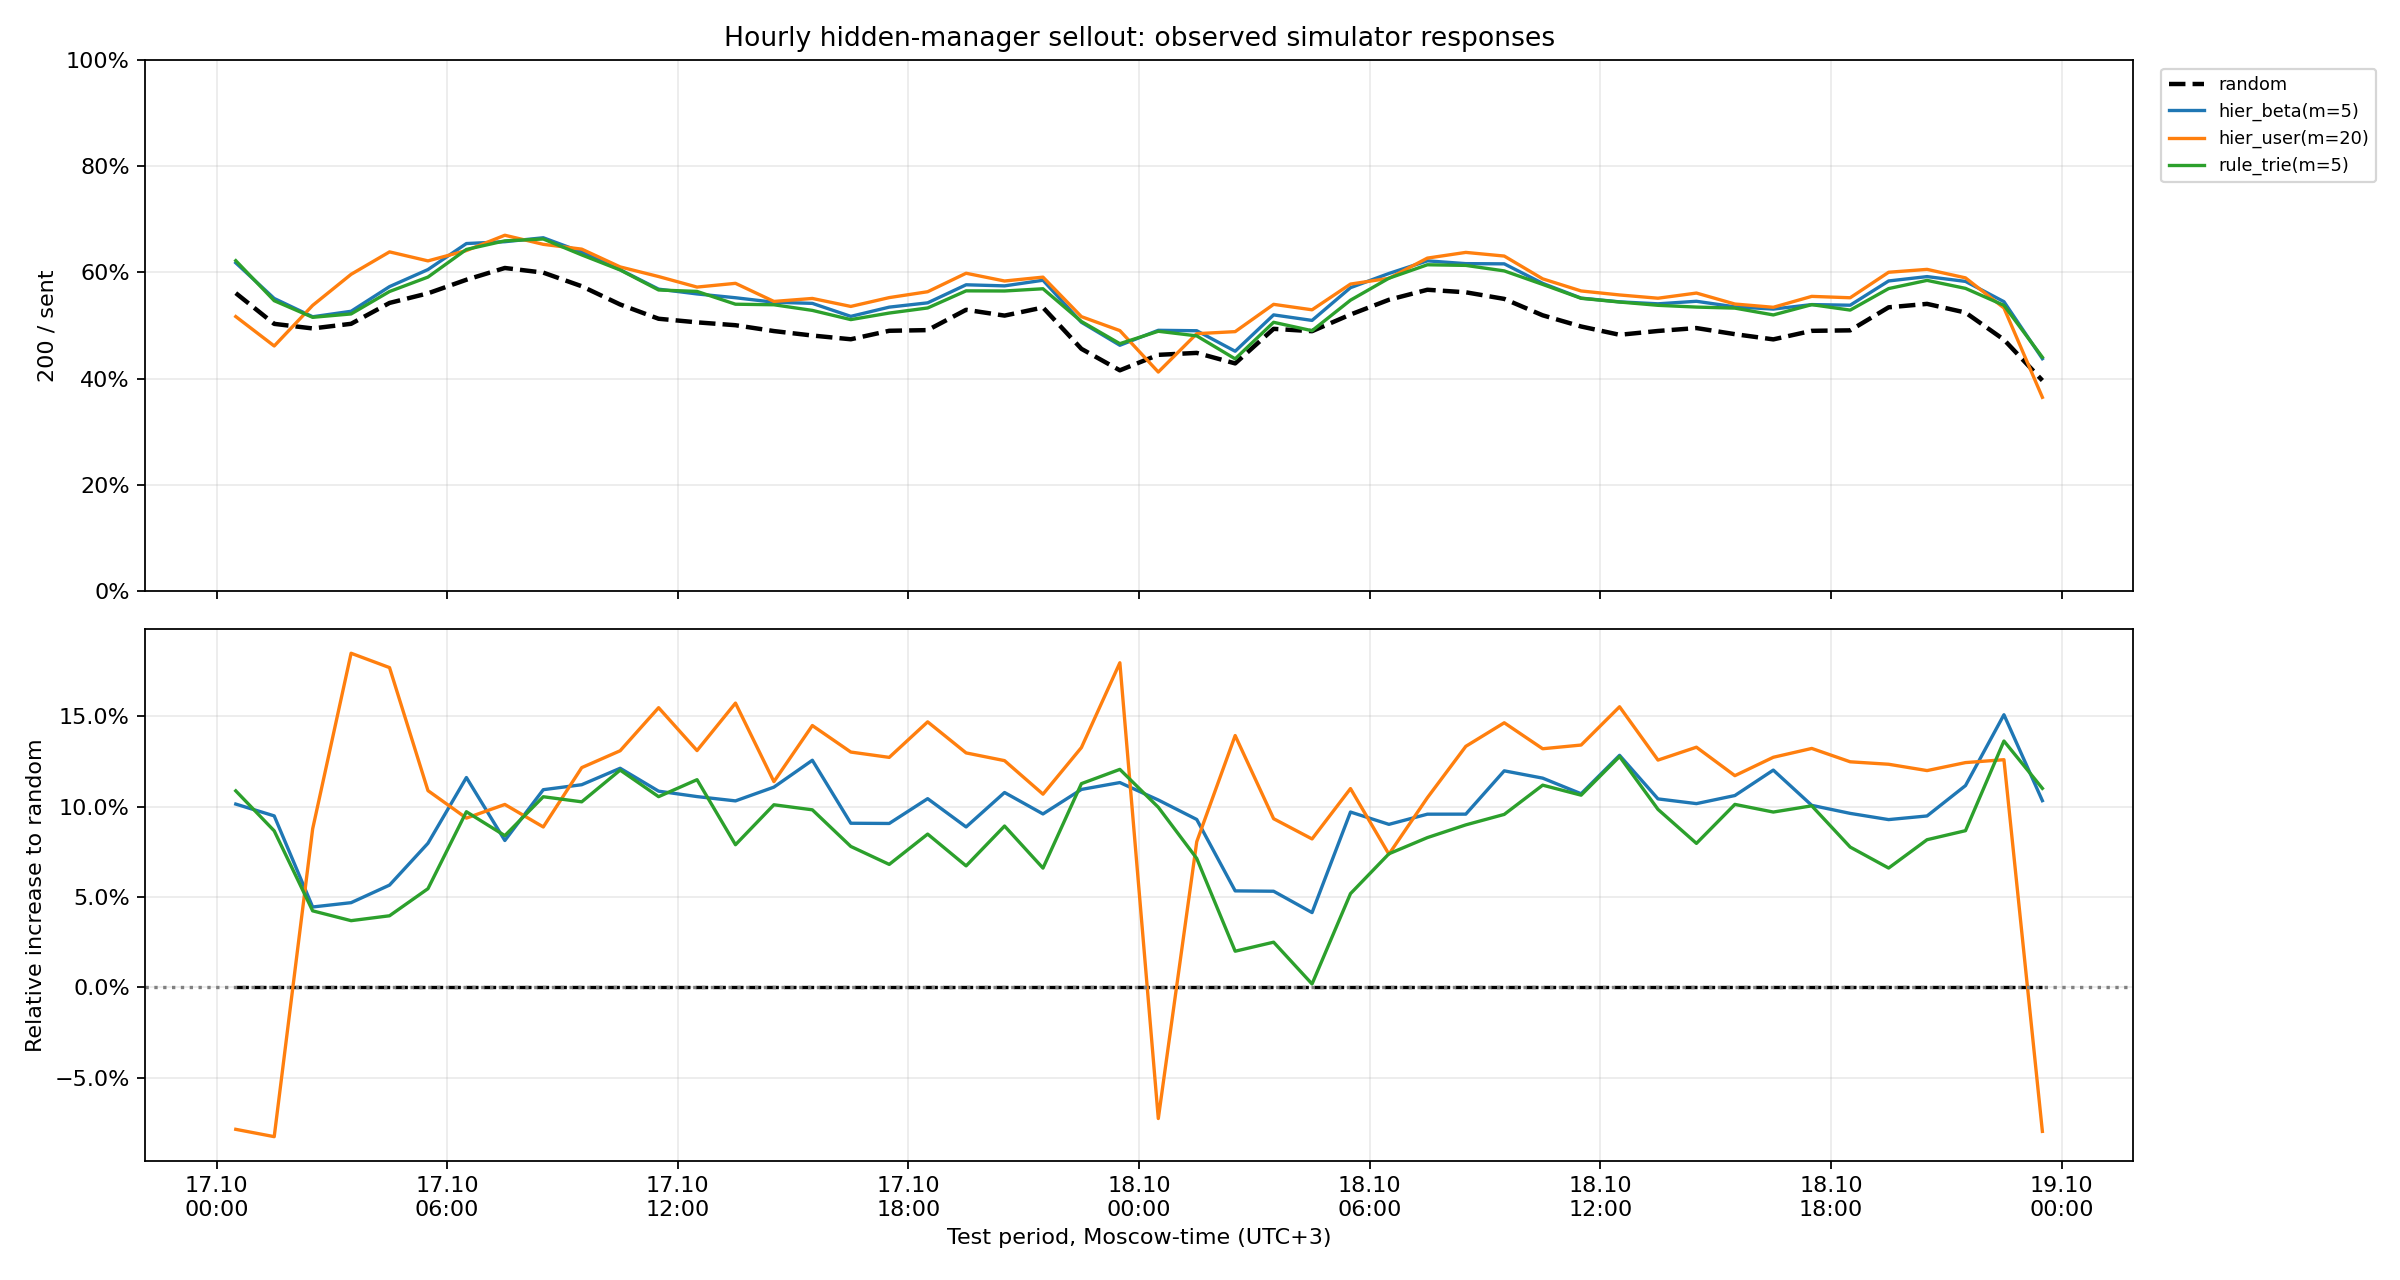 Hourly hidden-manager sellout: observed simulator responses
100%
80%
60%
40%
20%
0%
200 / sent
random
hier_beta(m=5)
hier_user(m=20)
rule_trie(m=5)
15.0%
10.0%
5.0%
0.0%
−5.0%
Relative increase to random
17.10 17.10 17.10 17.10 18.10 18.10 18.10 18.10 19.10
00:00 06:00 12:00 18:00 00:00 06:00 12:00 18:00 00:00
Test period, Moscow-time (UTC+3)